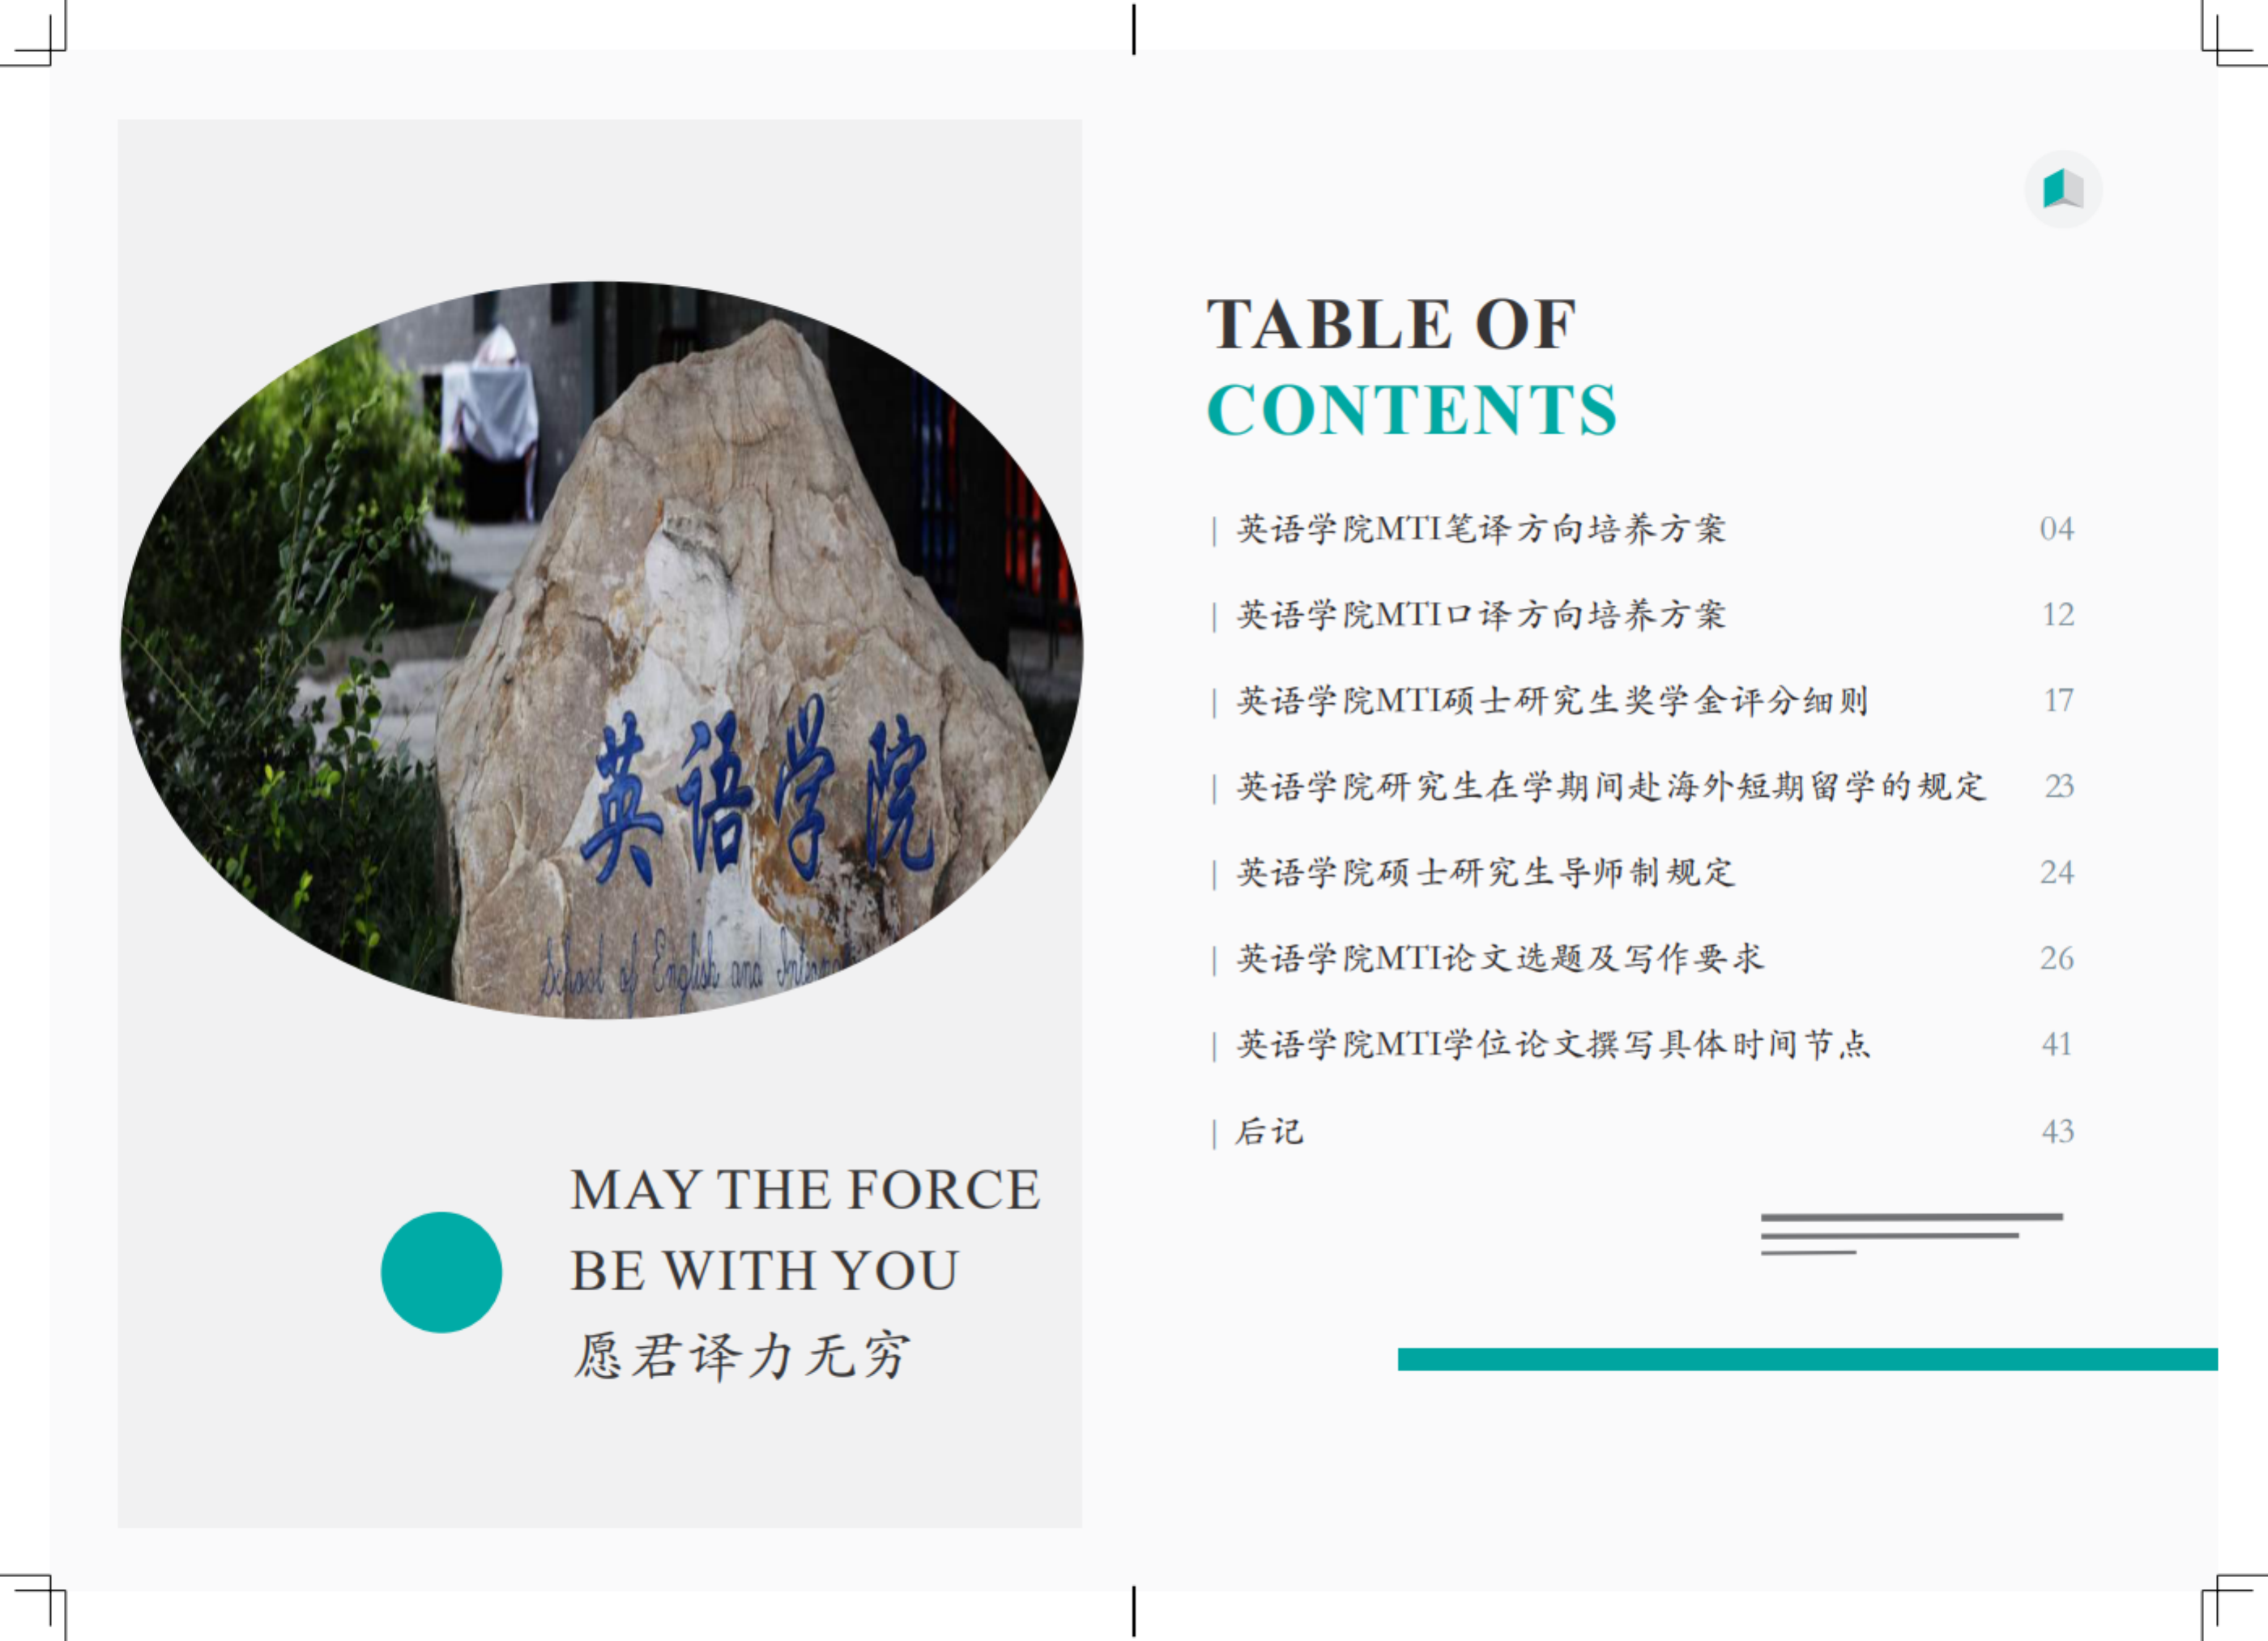 英语学院
School of English and
MAY THE FORCE
BE WITH YOU
愿君译力无穷
TABLE OF
CONTENTS
| 英语学院MTI笔译方向培养方案 04
| 英语学院MTI口译方向培养方案 12
| 英语学院MTI硕士研究生奖学金评分细则 17
| 英语学院研究生在学期间赴海外短期留学的规定 23
| 英语学院硕士研究生导师制规定 24
| 英语学院MTI论文选题及写作要求 26
| 英语学院MTI学位论文撰写具体时间节点 41
| 后记 43